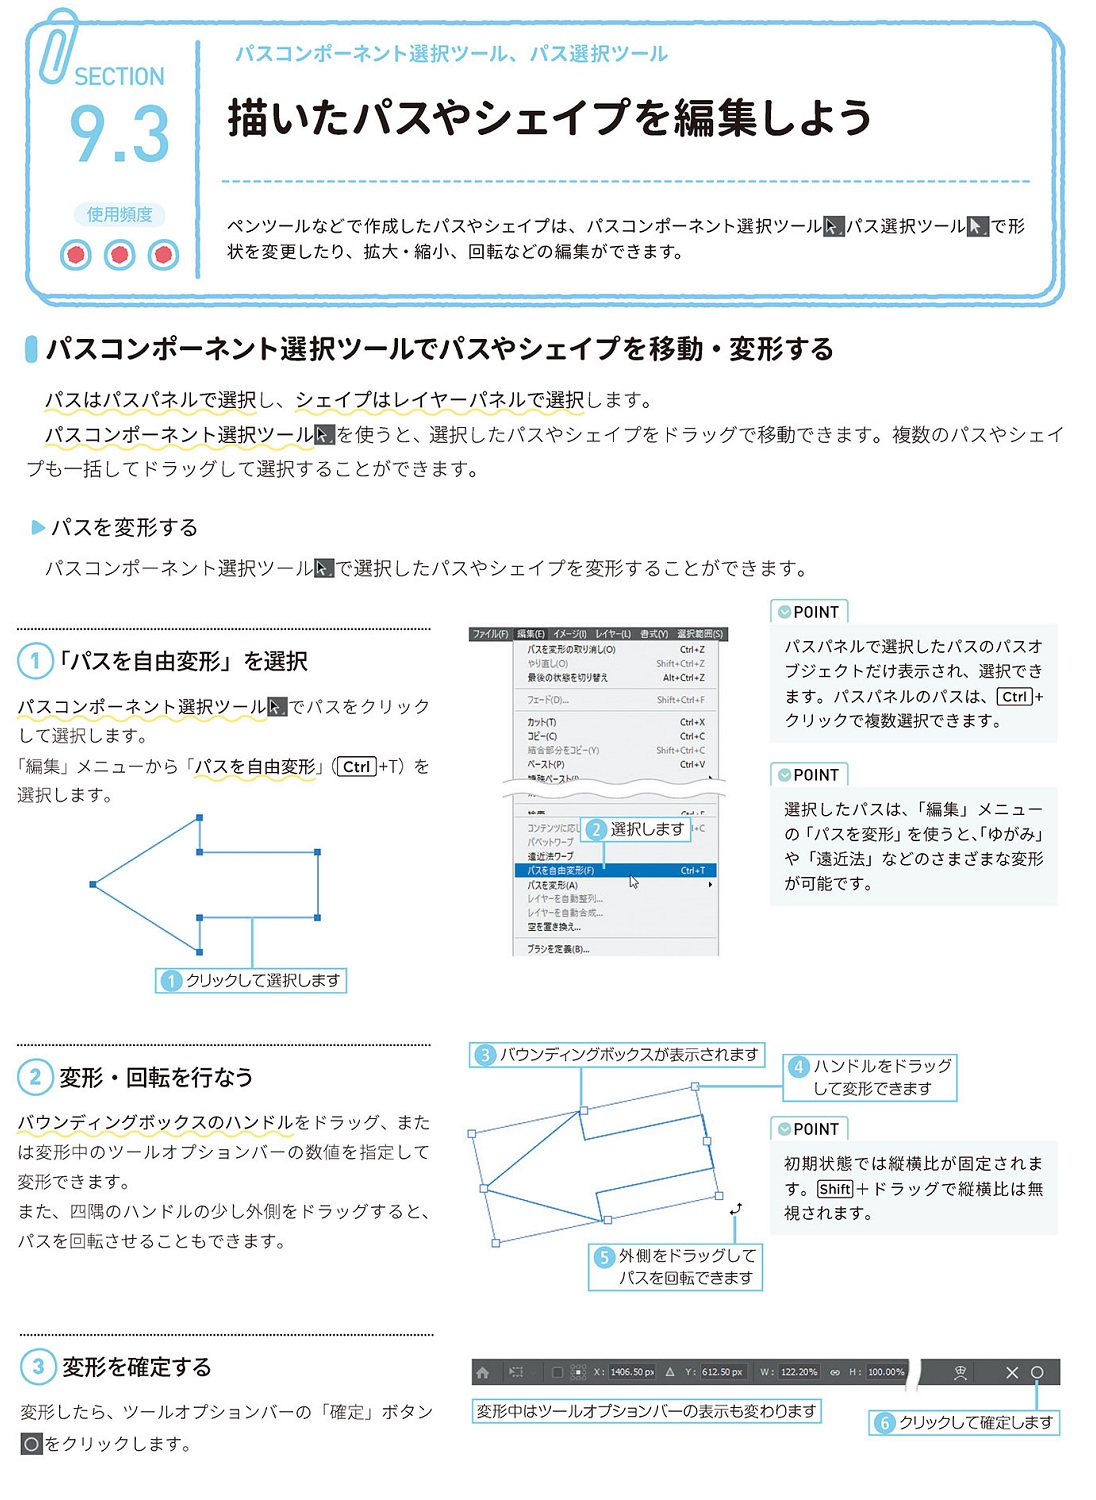 SECTION
9.3
使用頻度
パスコンポーネント選択ツール、パス選択ツール
描いたパスやシェイプを編集しよう
ペンツールなどで作成したパスやシェイプは、パスコンポーネント選択ツールパス選択ツールで形
状を変更したり、拡大・縮小、回転などの編集ができます。
パスコンポーネント選択ツールでパスやシェイプを移動・変形する
パスはパスパネルで選択し、シェイプはレイヤーパネルで選択します。
パスコンポーネント選択ツールを使うと、選択したパスやシェイプをドラッグで移動できます。複数のパスやシェイ
プも一括してドラッグして選択することができます。
パスを変形する
パスコンポーネント選択ツールで選択したパスやシェイプを変形することができます。
1 「パスを自由変形」を選択
パスコンポーネント選択ツールでパスをクリック
して選択します。
「編集」メニューから「パスを自由変形」（Ctrl+T）を
選択します。
1 クリックして選択します
ファイル(F) 編集(E) イメージ(I) レイヤー(L) 書式(Y) 選択範囲(S)
パスを変形の取り消し(O) Ctrl+Z
やり直し(O) Shift+Ctrl+Z
最後の状態を切り替え Alt+Ctrl+Z
フェード(D)... Shift+Ctrl+F
カット(T) Ctrl+X
コピー(C) Ctrl+C
結合部分をコピー(Y) Shift+Ctrl+C
ペースト(P) Ctrl+V
コンテンツに応じ
2 選択します
パペットワープ
遠近法ワープ
パスを自由変形(F) Ctrl+T
パスを変形(A)
レイヤーを自動整列...
レイヤーを自動合成...
空を置き換え...
ブラシを定義(B)...
POINT
パスパネルで選択したパスのパスオ
ブジェクトだけ表示され、選択でき
ます。パスパネルのパスは、Ctrl+
クリックで複数選択できます。
POINT
選択したパスは、「編集」メニュー
の「パスを変形」を使うと、「ゆがみ」
や「遠近法」などのさまざまな変形
が可能です。
2 変形・回転を行なう
バウンディングボックスのハンドルをドラッグ、また
は変形中のツールオプションバーの数値を指定して
変形できます。
また、四隅のハンドルの少し外側をドラッグすると、
パスを回転させることもできます。
3 バウンディングボックスが表示されます
4 ハンドルをドラッグ
して変形できます
5 外側をドラッグして
パスを回転できます
POINT
初期状態では縦横比が固定されま
す。Shift＋ドラッグで縦横比は無
視されます。
3 変形を確定する
変形したら、ツールオプションバーの「確定」ボタン
をクリックします。
X: 1406.50 px Δ Y: 612.50 px W: 122.20% H: 100.00%
変形中はツールオプションバーの表示も変わります
6 クリックして確定します